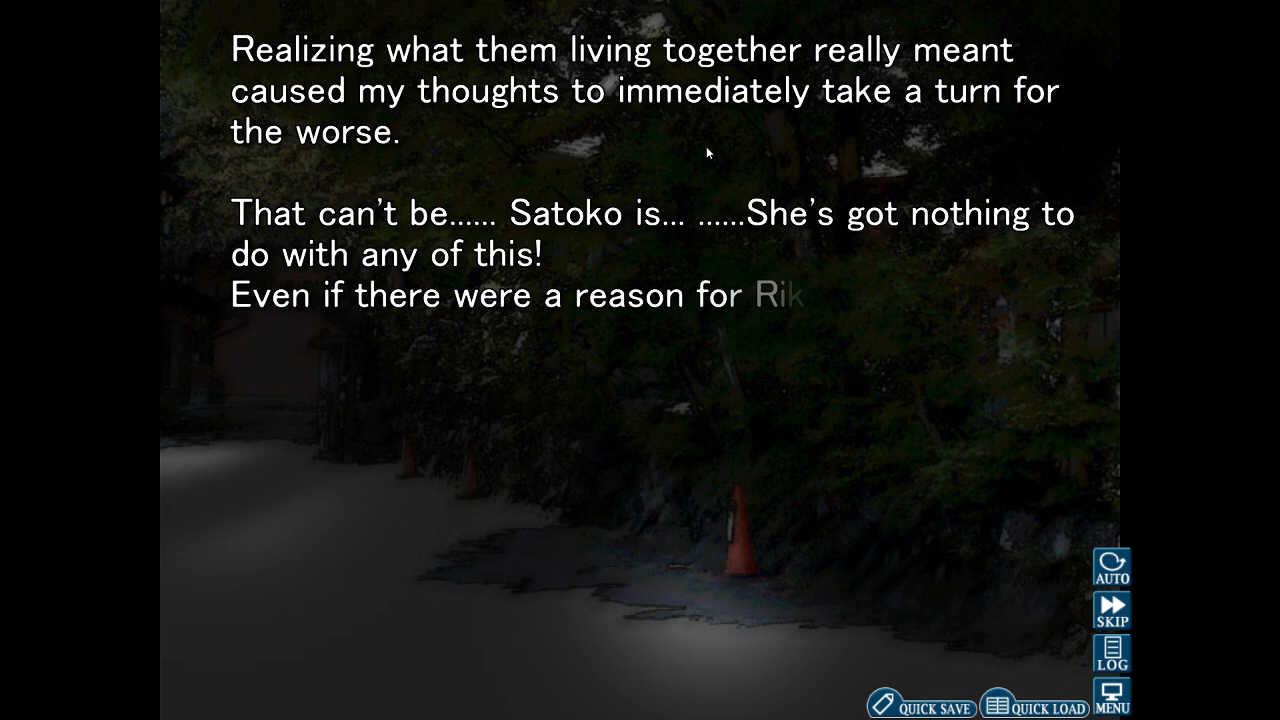 Realizing what them living together really meant
caused my thoughts to immediately take a turn for
the worse.
That can't be...... Satoko is... ......She's got nothing to
do with any of this!
Even if there were a reason for Rik
AUTO
SKIP
LOG
MENU
QUICK SAVE
QUICK LOAD